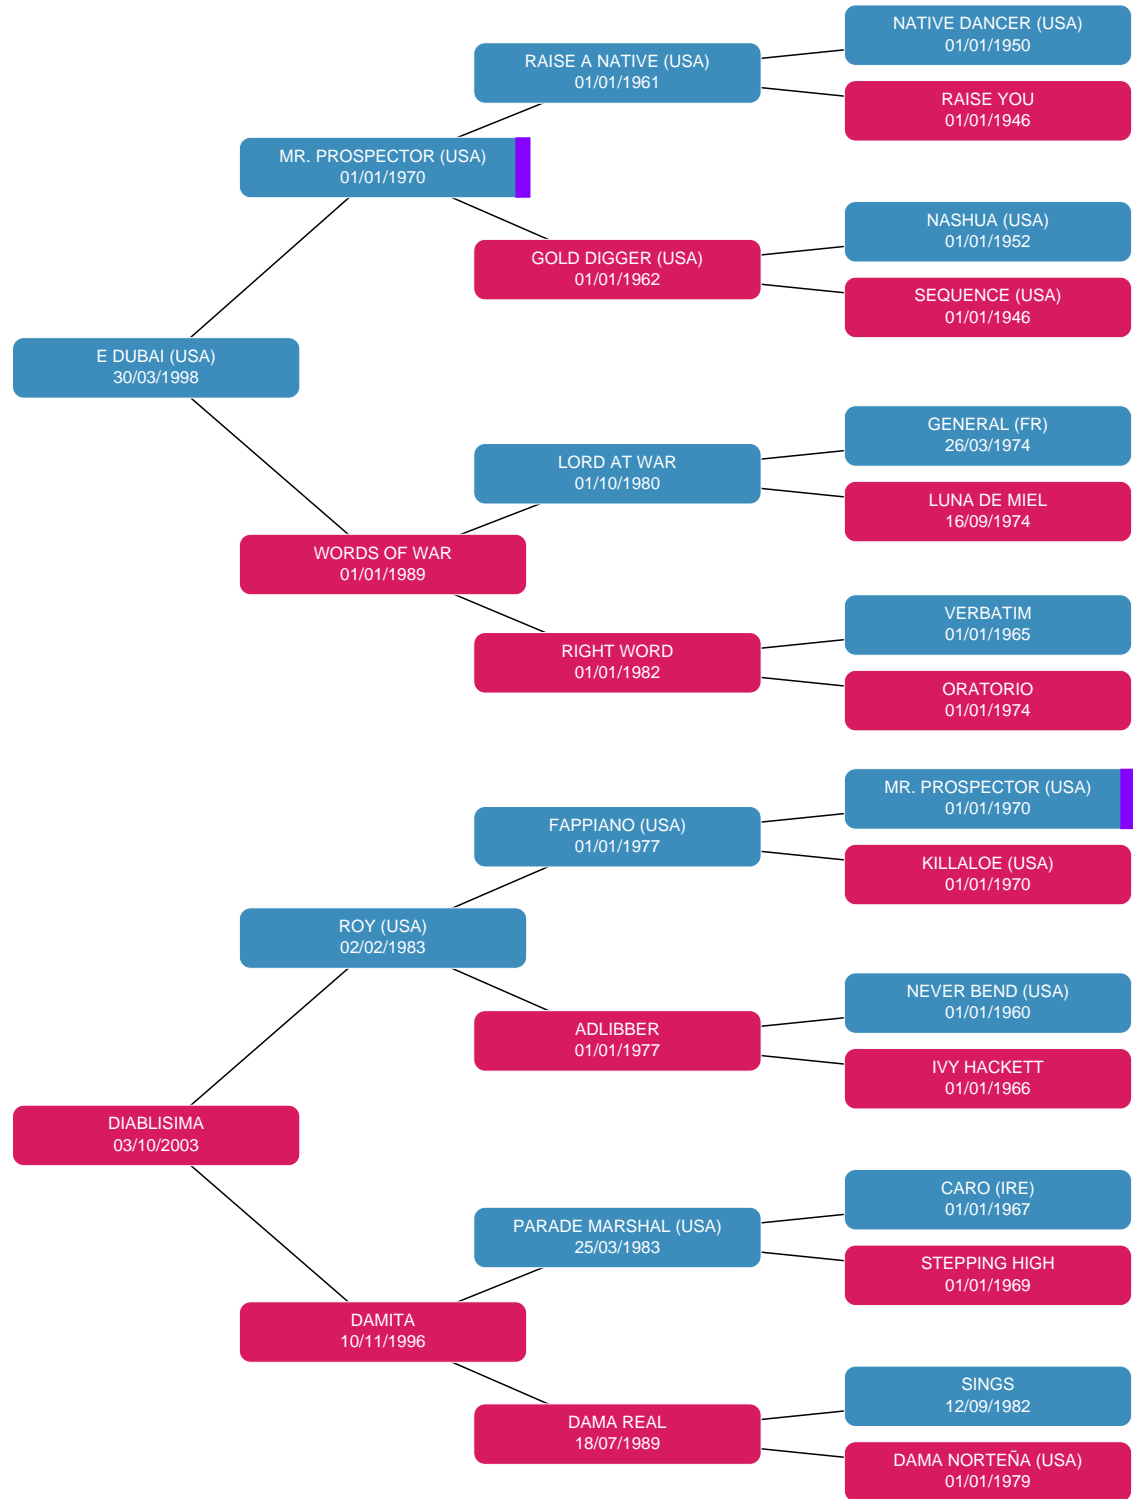 NATIVE DANCER (USA)
01/01/1950
RAISE A NATIVE (USA)
01/01/1961
RAISE YOU
01/01/1946
MR. PROSPECTOR (USA)
01/01/1970
NASHUA (USA)
01/01/1952
GOLD DIGGER (USA)
01/01/1962
SEQUENCE (USA)
01/01/1946
E DUBAI (USA)
30/03/1998
GENERAL (FR)
26/03/1974
LORD AT WAR
01/10/1980
LUNA DE MIEL
16/09/1974
WORDS OF WAR
01/01/1989
VERBATIM
01/01/1965
RIGHT WORD
01/01/1982
ORATORIO
01/01/1974
MR. PROSPECTOR (USA)
01/01/1970
FAPPIANO (USA)
01/01/1977
KILLALOE (USA)
01/01/1970
ROY (USA)
02/02/1983
NEVER BEND (USA)
01/01/1960
ADLIBBER
01/01/1977
IVY HACKETT
01/01/1966
DIABLISIMA
03/10/2003
CARO (IRE)
01/01/1967
PARADE MARSHAL (USA)
25/03/1983
STEPPING HIGH
01/01/1969
DAMITA
10/11/1996
SINGS
12/09/1982
DAMA REAL
18/07/1989
DAMA NORTEÑA (USA)
01/01/1979